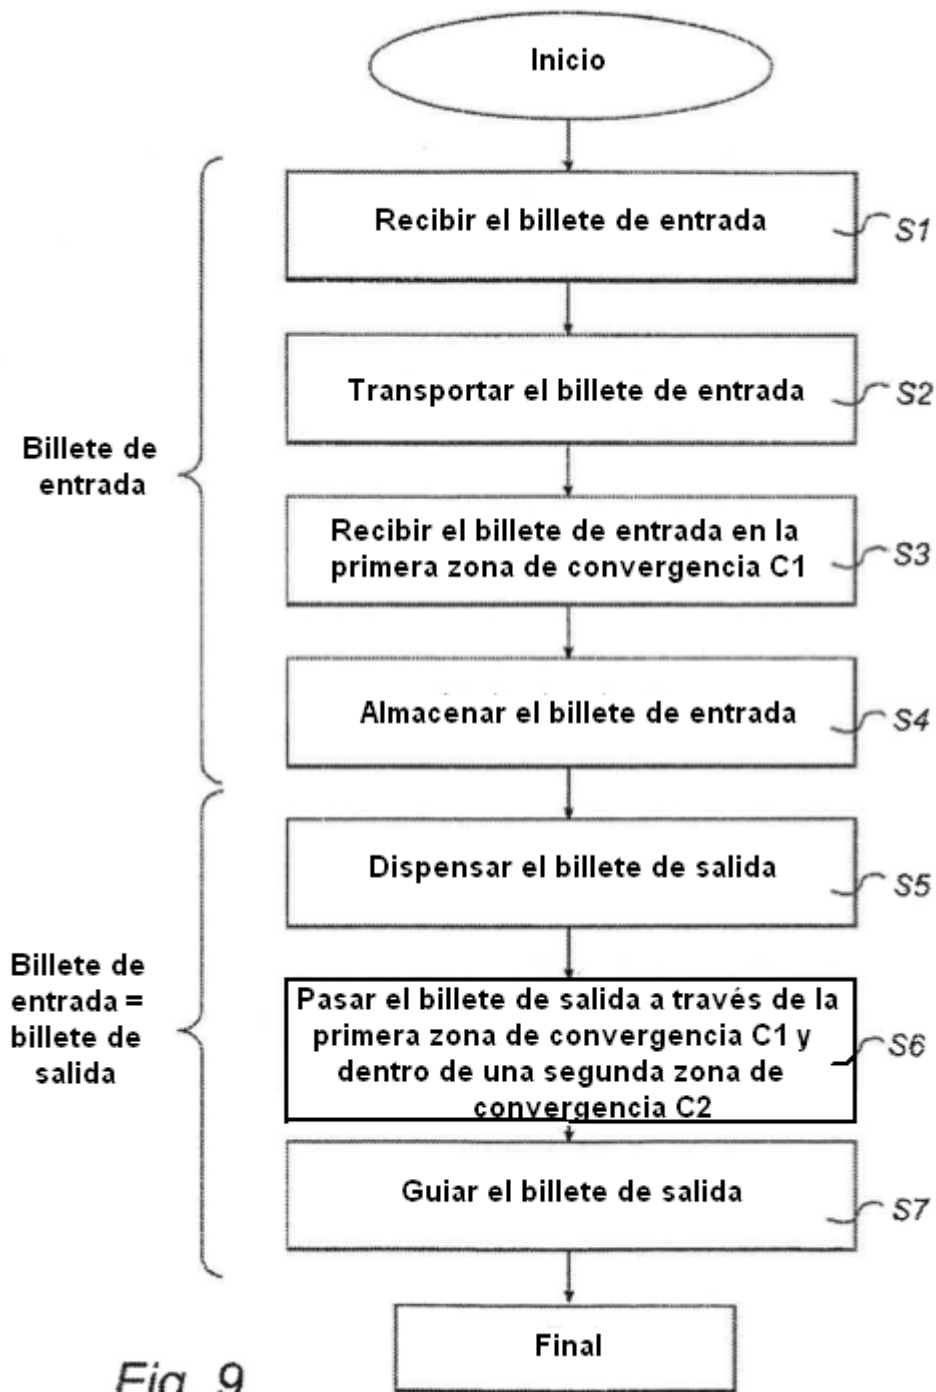 Inicio
Recibir el billete de entrada
S1
Transportar el billete de entrada
S2
Billete de
entrada
Recibir el billete de entrada en la
primera zona de convergencia C1
S3
Almacenar el billete de entrada
S4
Dispensar el billete de salida
S5
Billete de
entrada =
billete de
salida
Pasar el billete de salida a través de la
primera zona de convergencia C1 y
dentro de una segunda zona de
convergencia C2
S6
Guiar el billete de salida
S7
Final
Fig. 9